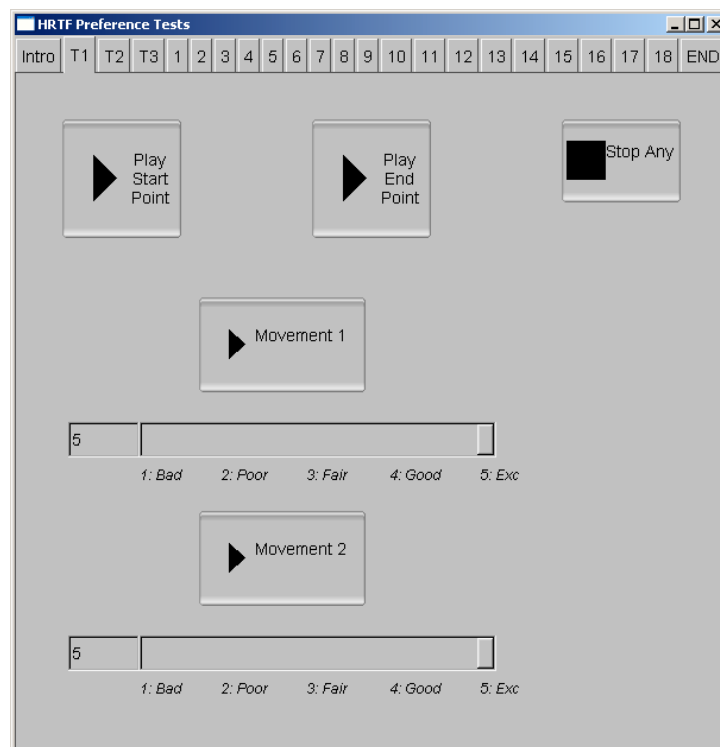 HRTF Preference Tests
Intro T1 T2 T3 1 2 3 4 5 6 7 8 9 10 11 12 13 14 15 16 17 18 END
Play
Start
Point
Play
End
Point
Stop Any
Movement 1
5
1: Bad 2: Poor 3: Fair 4: Good 5: Exc
Movement 2
5
1: Bad 2: Poor 3: Fair 4: Good 5: Exc